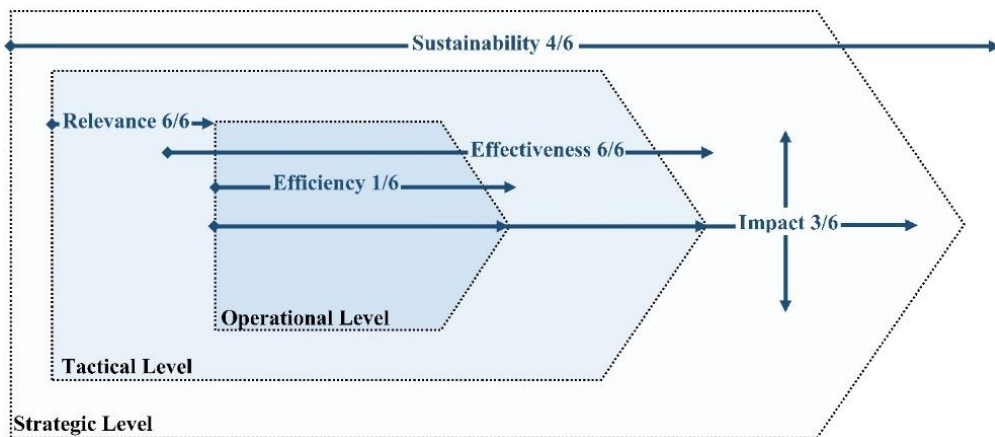 Sustainability 4/6
Relevance 6/6
Effectiveness 6/6
Efficiency 1/6
Impact 3/6
Operational Level
Tactical Level
Strategic Level